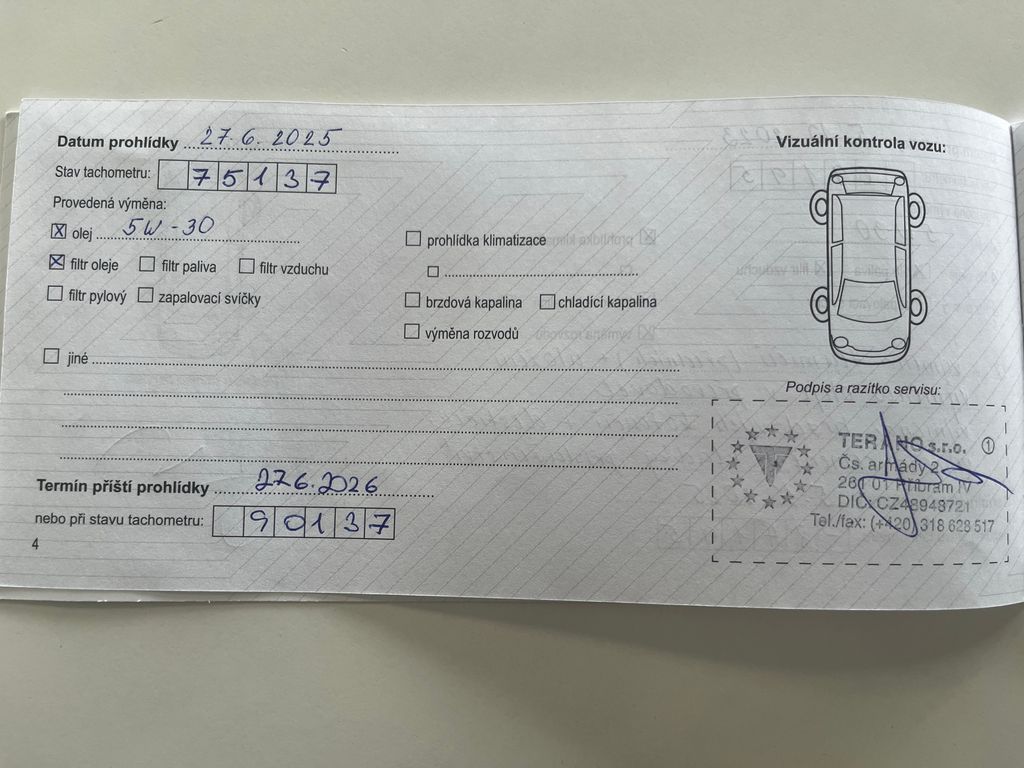 Datum prohlídky 27.6.2025
Vizuální kontrola vozu:
Stav tachometru: 75137
Provedená výměna:
X olej 5W-30
prohlídka klimatizace
X filtr oleje filtr paliva filtr vzduchu
filtr pylový zapalovací svíčky
brzdová kapalina chladící kapalina
výměna rozvodů
jiné
Podpis a razítko servisu:
TERANO s.r.o. 1
Čs. armády 2
261 01 Příbram IV
DIČ: CZ48948721
Tel./fax: (+420) 318 628 517
Termín příští prohlídky 27.6.2026
nebo při stavu tachometru: 90137
4